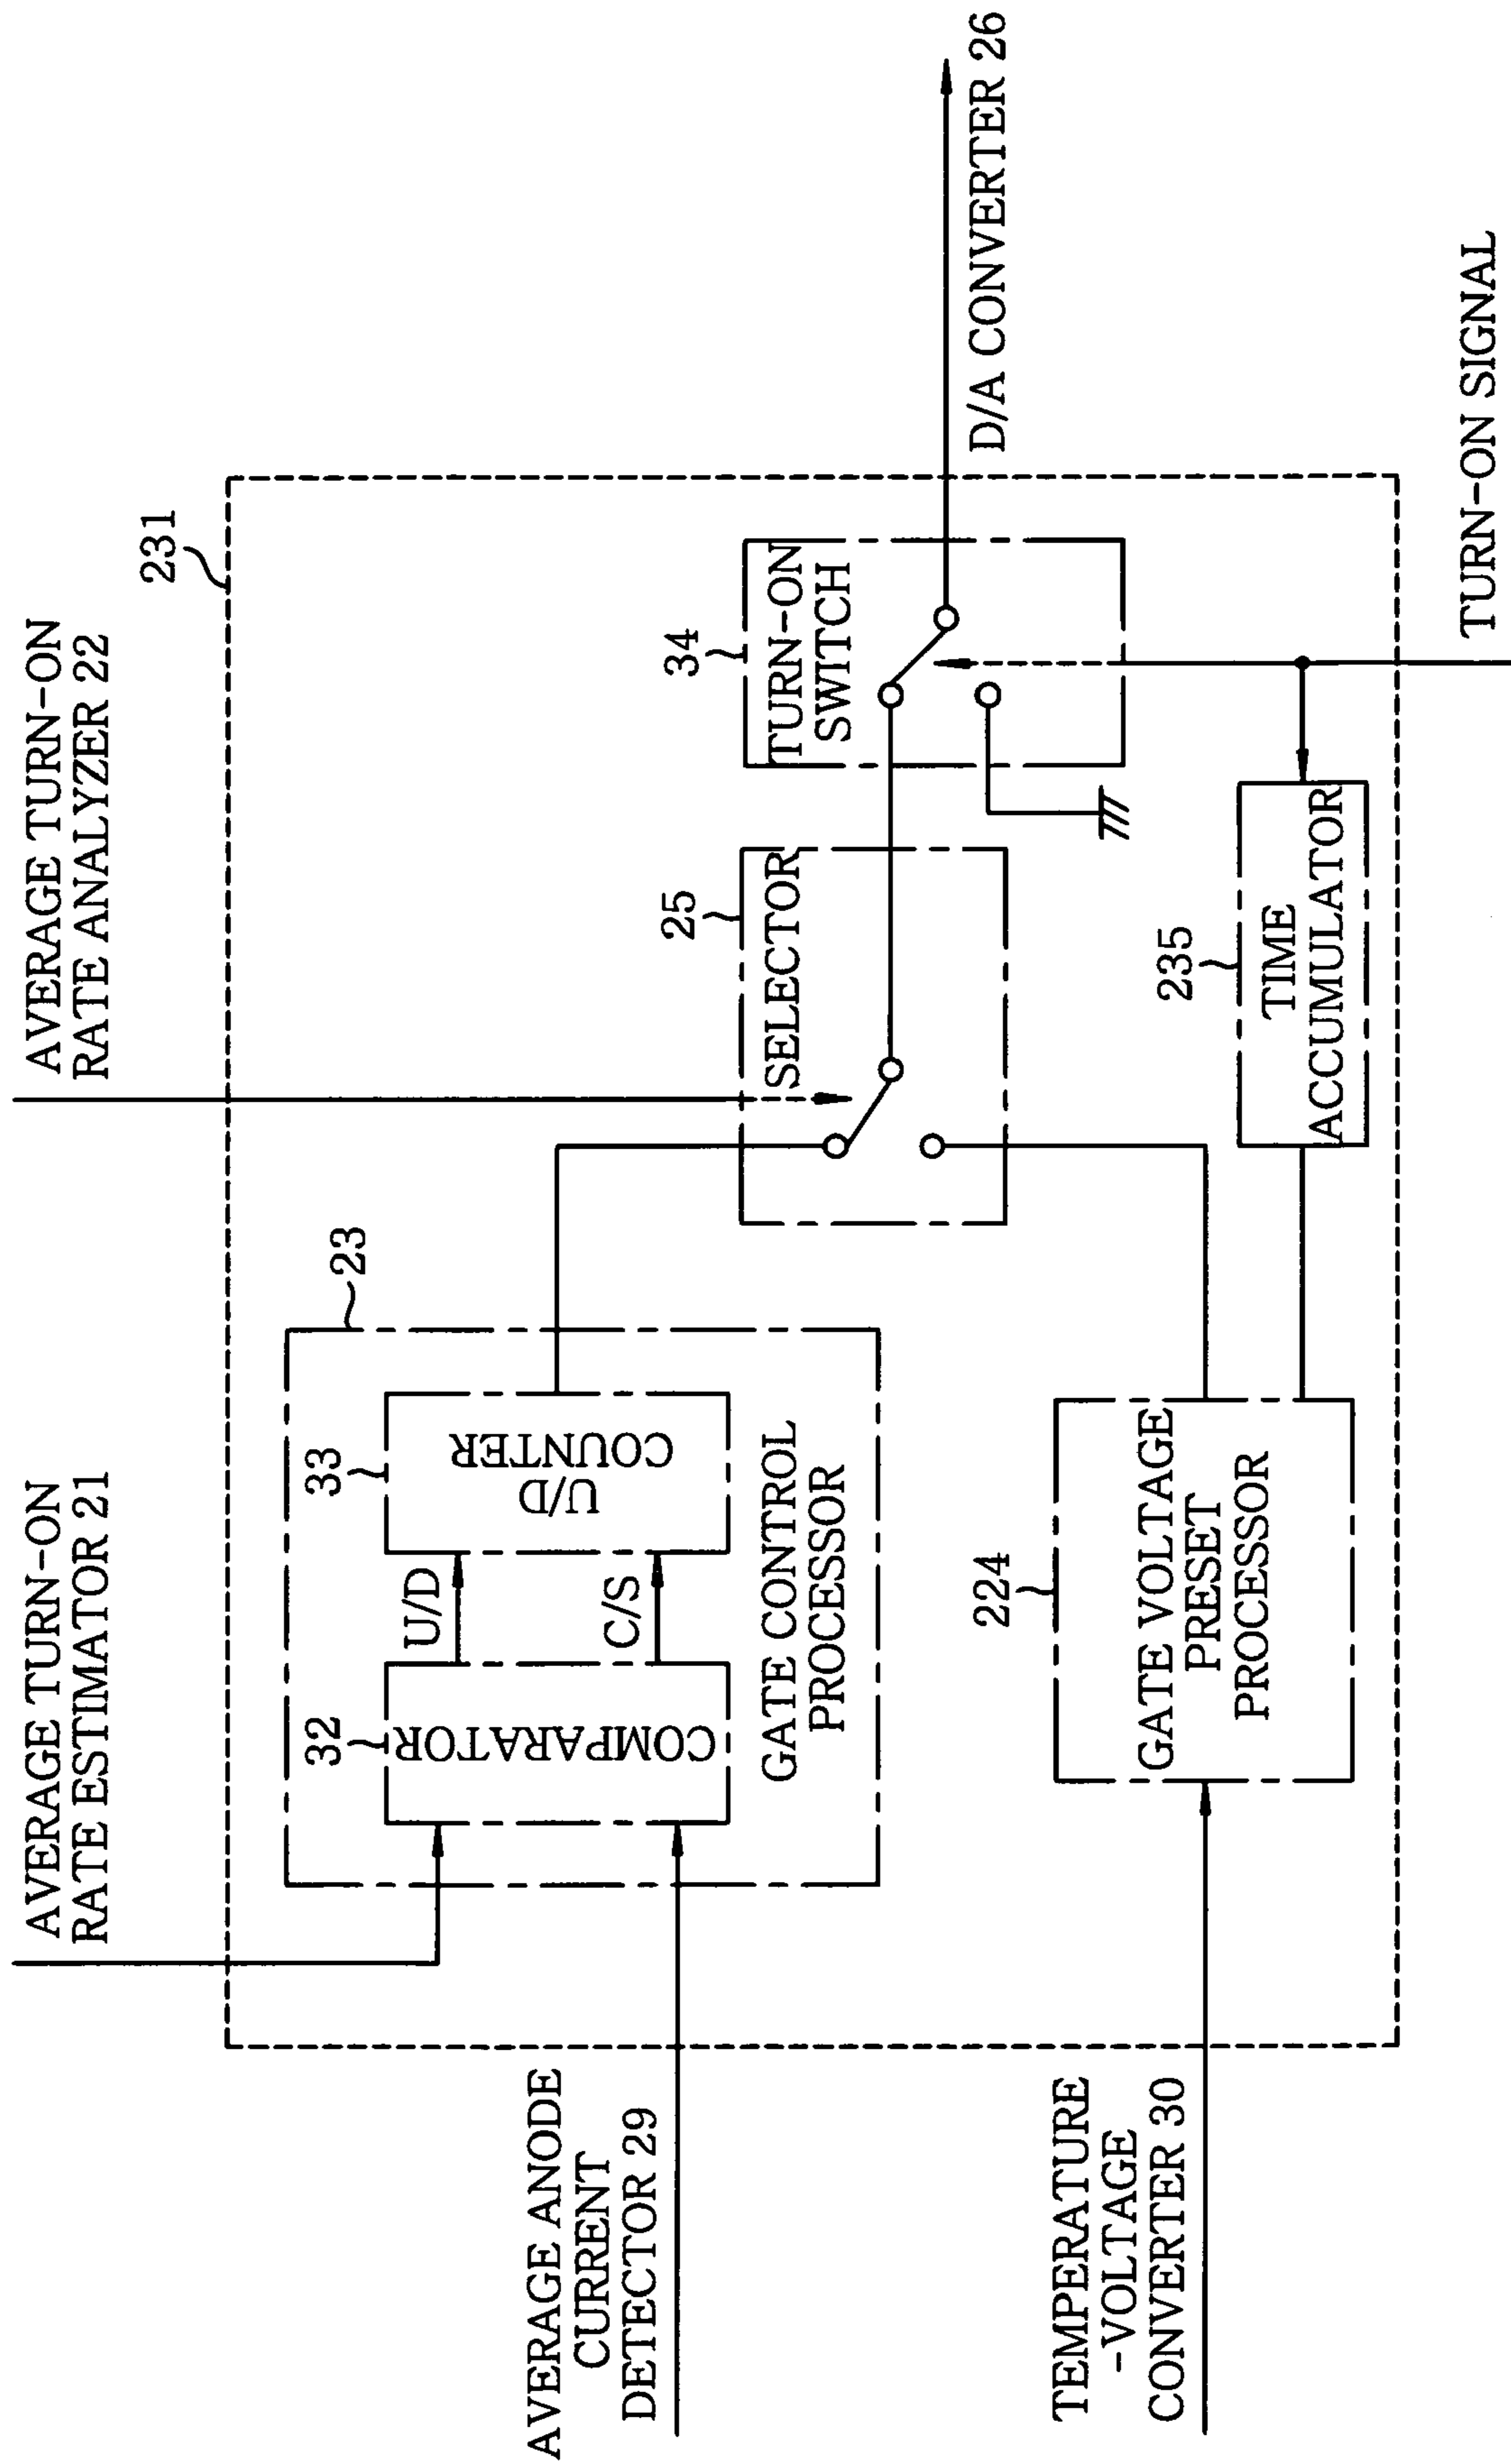 AVERAGE TURN-ON
RATE ESTIMATOR 21
AVERAGE TURN-ON
RATE ANALYZER 22
231
23
32
COMPARATOR
U/D
C/S
33
U/D
COUNTER
GATE CONTROL
PROCESSOR
25
SELECTOR
34
TURN-ON
SWITCH
D/A CONVERTER 26
AVERAGE ANODE
CURRENT
DETECTOR 29
224
GATE VOLTAGE
PRESET
PROCESSOR
235
TIME
ACCUMULATOR
TEMPERATURE
-VOLTAGE
CONVERTER 30
TURN-ON SIGNAL